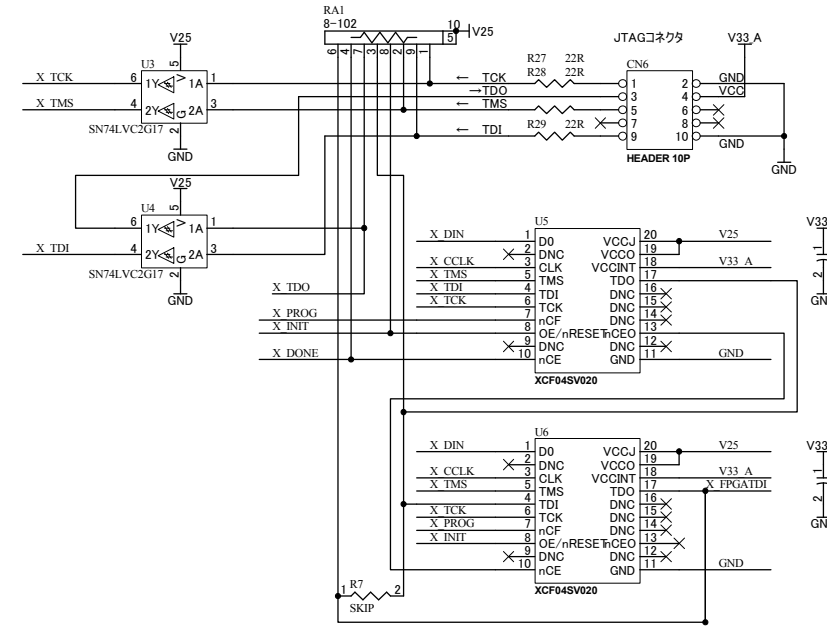 RA1
8-102
10
5
V25
6 4 7 3 8 2 9 1
JTAGコネクタ
V33_A
V25
U3
6 1Y 1A 1
4 2Y 2A 3
V G
5
2
SN74LVC2G17
GND
X_TCK
X_TMS
← TCK
→TDO
← TMS
← TDI
R27 22R
R28 22R
R29 22R
CN6
1 2
3 4
5 6
7 8
9 10
HEADER 10P
GND
VCC
GND
GND
V25
U4
6 1Y 1A 1
4 2Y 2A 3
V G
5
2
SN74LVC2G17
GND
X_TDI
X_TDO
X_PROG
X_INIT
X_DONE
U5
X_DIN 1 D0 VCCJ 20 V25
2 DNC VCCO 19
X_CCLK 3 CLK VCCINT 18 V33_A
X_TMS 5 TMS TDO 17
X_TDI 4 TDI DNC 16
X_TCK 6 TCK DNC 15
7 nCF DNC 14
8 OE/nRESET nCEO 13
9 DNC DNC 12
10 nCE GND 11 GND
XCF04SV020
V33
1
2
GN
U6
X_DIN 1 D0 VCCJ 20 V25
2 DNC VCCO 19
X_CCLK 3 CLK VCCINT 18 V33_A
X_TMS 5 TMS TDO 17 X_FPGATDI
4 TDI DNC 16
X_TCK 6 TCK DNC 15
X_PROG 7 nCF DNC 14
X_INIT 8 OE/nRESET nCEO 13
9 DNC DNC 12
10 nCE GND 11 GND
XCF04SV020
V33
1
2
GN
R7
1 2
SKIP